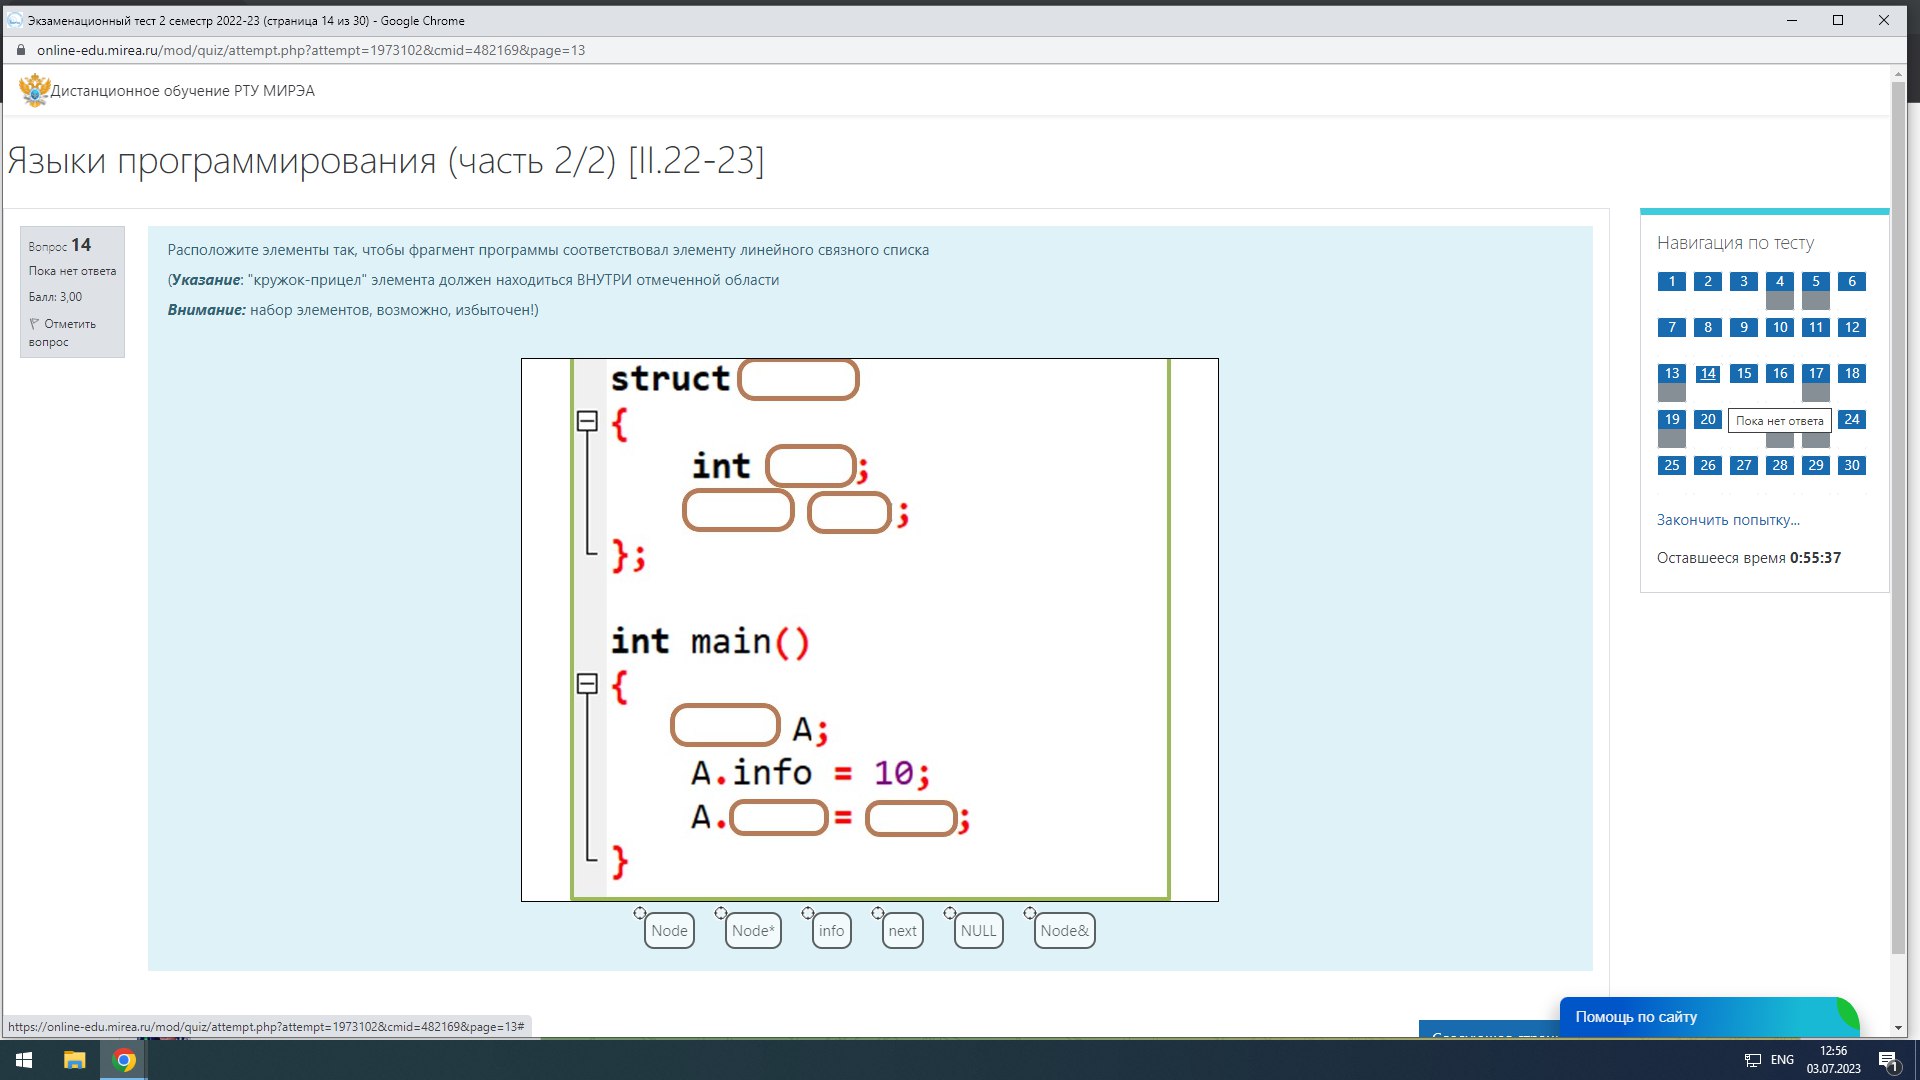 Экзаменационный тест 2 семестр 2022-23 (страница 14 из 30) - Google Chrome
online-edu.mirea.ru/mod/quiz/attempt.php?attempt=1973102&cmid=482169&page=13
Дистанционное обучение РТУ МИРЭА
Языки программирования (часть 2/2) [II.22-23]
Вопрос 14
Пока нет ответа
Балл: 3,00
Отметить
вопрос
Расположите элементы так, чтобы фрагмент программы соответствовал элементу линейного связного списка
(Указание: "кружок-прицел" элемента должен находиться ВНУТРИ отмеченной области
Внимание: набор элементов, возможно, избыточен!)
struct
{
int ;
;
};
int main()
{
A;
A.info = 10;
A. = ;
}
Node Node* info next NULL Node&
Навигация по тесту
1 2 3 4 5 6
7 8 9 10 11 12
13 14 15 16 17 18
19 20 Пока нет ответа 24
25 26 27 28 29 30
Закончить попытку...
Оставшееся время 0:55:37
Помощь по сайту
https://online-edu.mirea.ru/mod/quiz/attempt.php?attempt=1973102&cmid=482169&page=13#
ENG
12:56
03.07.2023
1